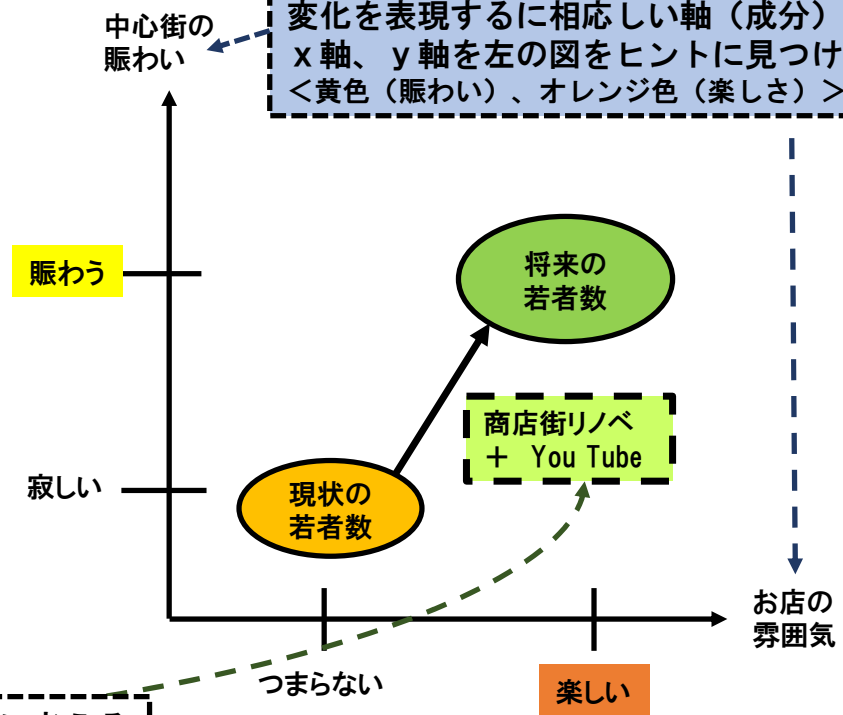 中心街の
賑わい
変化を表現するに相応しい軸（成分）
ｘ軸、ｙ軸を左の図をヒントに見つけ
＜黄色（賑わい）、オレンジ色（楽しさ）＞
賑わう
将来の
若者数
商店街リノベ
＋ You Tube
寂しい
現状の
若者数
お店の
雰囲気
つまらない
楽しい